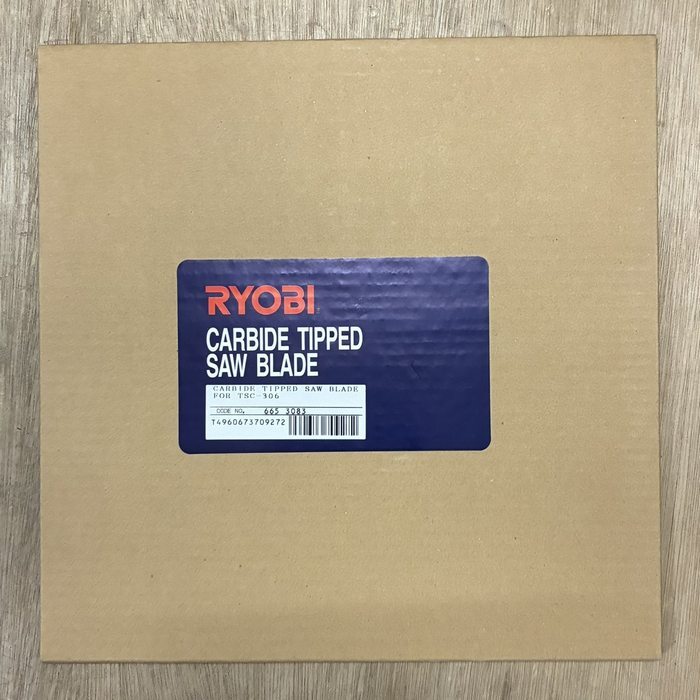 RYOBI
CARBIDE TIPPED
SAW BLADE
CARBIDE TIPPED SAW BLADE
FOR TSC-306
CODE NO. 665 3083
T4960673709272